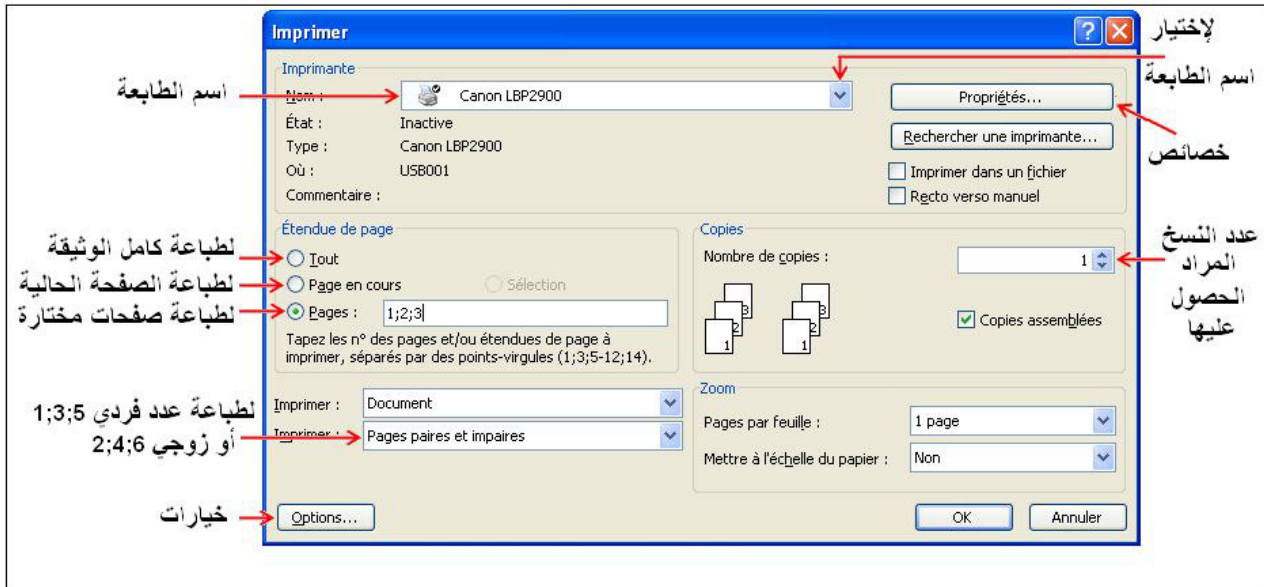 Imprimer
لإختيار
اسم الطابعة
Imprimante
اسم الطابعة
Nom :
Canon LBP2900
Propriétés...
État :
Inactive
Rechercher une imprimante...
Type :
Canon LBP2900
خصائص
Où :
USB001
Imprimer dans un fichier
Commentaire :
Recto verso manuel
Étendue de page
Copies
لطباعة كامل الوثيقة
Tout
Nombre de copies :
1
عدد النسخ
المراد
الحصول
عليها
لطباعة الصفحة الحالية
Page en cours
Sélection
لطباعة صفحات مختارة
Pages :
1;2;3
3
2
1
3
2
1
Copies assemblées
Tapez les n° des pages et/ou étendues de page à
imprimer, séparés par des points-virgules (1;3;5-12;14).
Zoom
لطباعة عدد فردي 1;3;5
أو زوجي 2;4;6
Imprimer :
Document
Pages par feuille :
1 page
Imprimer :
Pages paires et impaires
Mettre à l'échelle du papier :
Non
خيارات
Options...
OK
Annuler